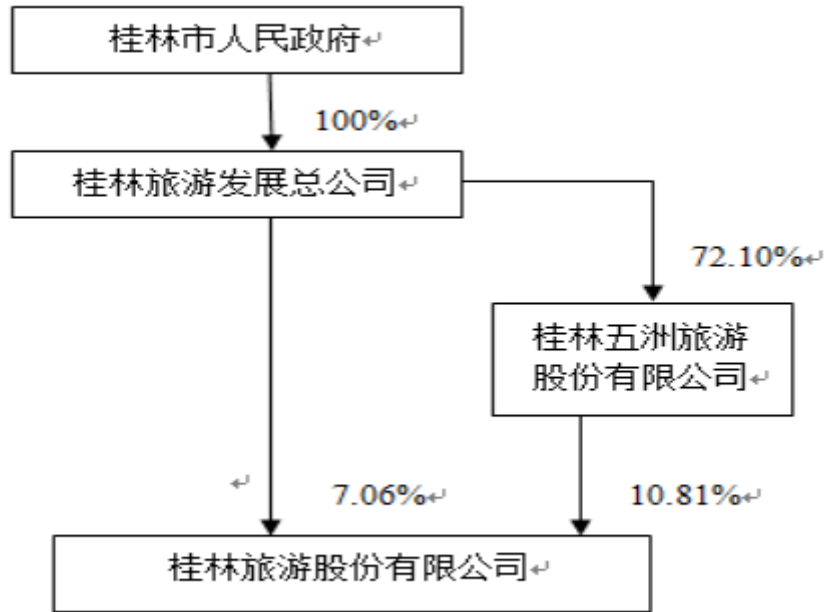 桂林市人民政府
100%
桂林旅游发展总公司
72.10%
桂林五洲旅游
股份有限公司
7.06%
10.81%
桂林旅游股份有限公司